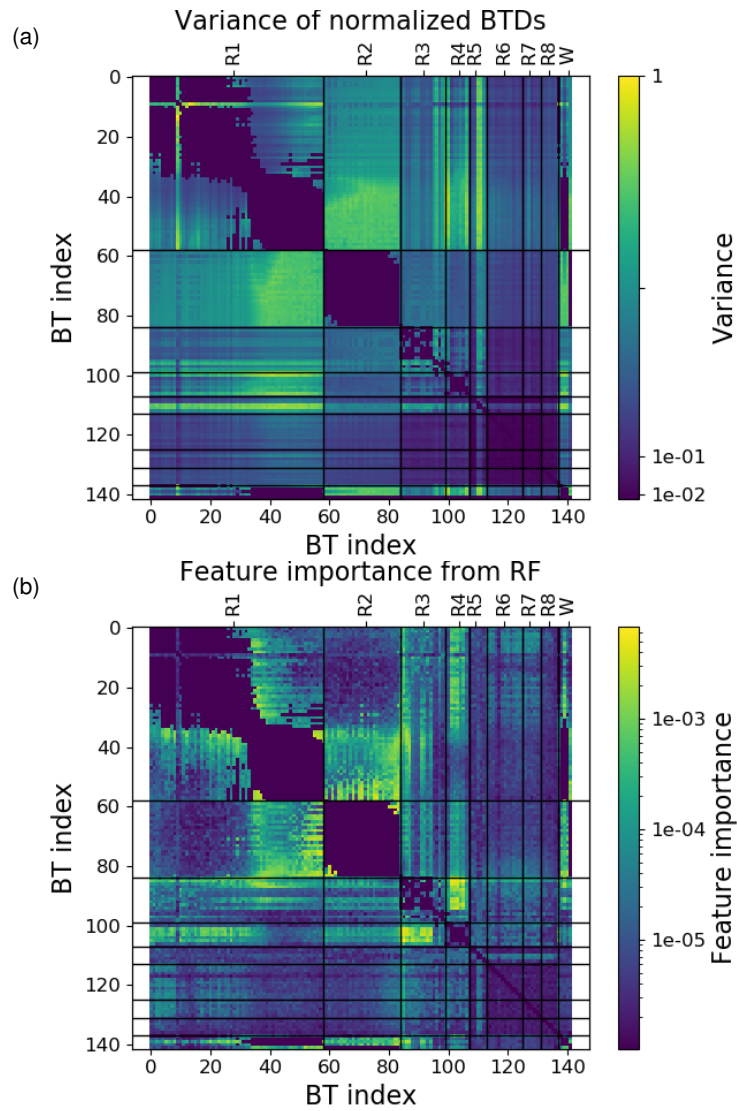 Variance of normalized BTDs
(a)
R1 R2 R3 R4 R5 R6 R7 R8 W
0
20
40
60
80
100
120
140
BT index
0 20 40 60 80 100 120 140
BT index
1
1e-01
1e-02
Variance
Feature importance from RF
(b)
R1 R2 R3 R4 R5 R6 R7 R8 W
0
20
40
60
80
100
120
140
BT index
0 20 40 60 80 100 120 140
BT index
1e-03
1e-04
1e-05
Feature importance